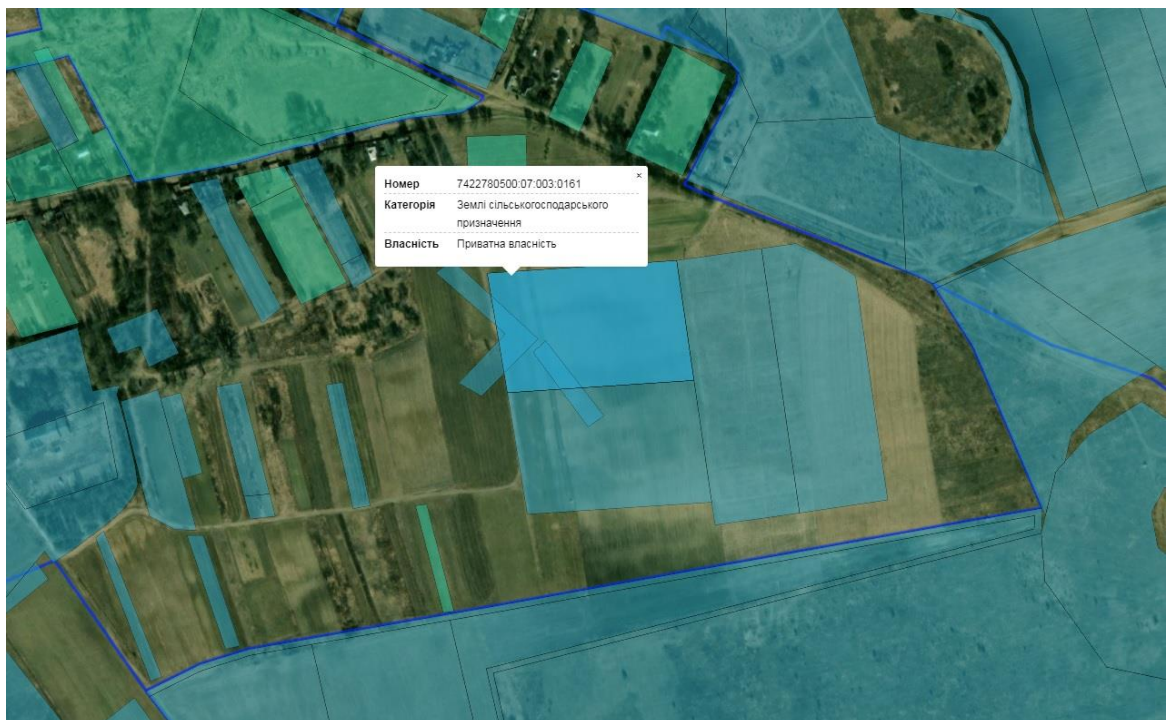 ×
Номер 7422780500:07:003:0161
Категорія Землі сільськогосподарського
призначення
Власність Приватна власність